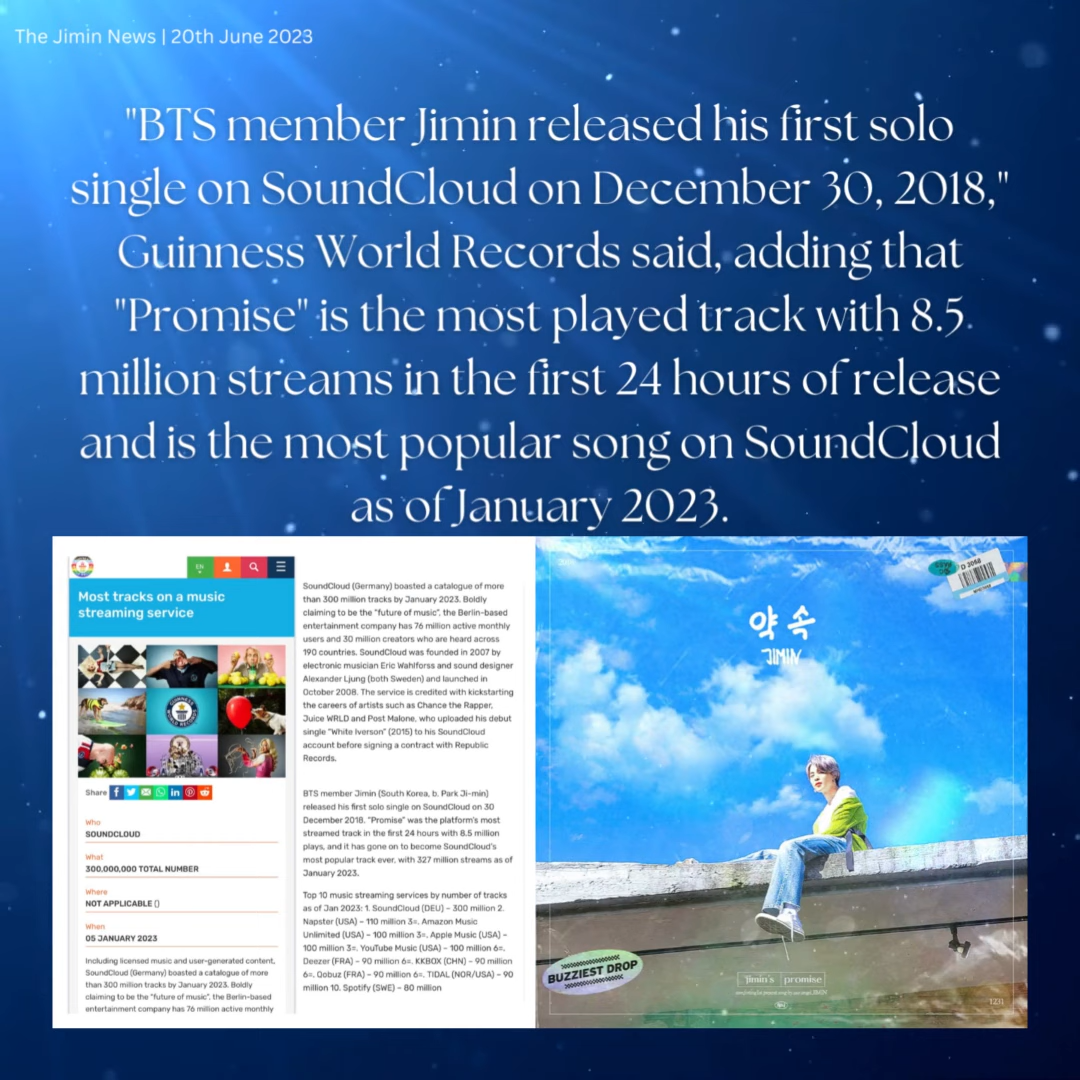 The Jimin News | 20th June 2023
"BTS member Jimin released his first solo
single on SoundCloud on December 30, 2018,"
Guinness World Records said, adding that
"Promise" is the most played track with 8.5
million streams in the first 24 hours of release
and is the most popular song on SoundCloud
as of January 2023.
EN
Most tracks on a music
streaming service
Share
Who
SOUNDCLOUD
What
300,000,000 TOTAL NUMBER
Where
NOT APPLICABLE ()
When
05 JANUARY 2023
Including licensed music and user-generated content,
SoundCloud (Germany) boasted a catalogue of more
than 300 million tracks by January 2023. Boldly
claiming to be the "future of music", the Berlin-based
entertainment company has 76 million active monthly
SoundCloud (Germany) boasted a catalogue of more
than 300 million tracks by January 2023. Boldly
claiming to be the "future of music", the Berlin-based
entertainment company has 76 million active monthly
users and 30 million creators who are heard across
190 countries. SoundCloud was founded in 2007 by
electronic musician Eric Wahlforss and sound designer
Alexander Ljung (both Sweden) and launched in
October 2008. The service is credited with kickstarting
the careers of artists such as Chance the Rapper,
Juice WRLD and Post Malone, who uploaded his debut
single "White Iverson" (2015) to his SoundCloud
account before signing a contract with Republic
Records.
BTS member Jimin (South Korea, b. Park Ji-min)
released his first solo single on SoundCloud on 30
December 2018. "Promise" was the platform's most
streamed track in the first 24 hours with 8.5 million
plays, and it has gone on to become SoundCloud's
most popular track ever, with 327 million streams as of
January 2023.
Top 10 music streaming services by number of tracks
as of Jan 2023: 1. SoundCloud (DEU) – 300 million 2.
Napster (USA) – 110 million 3=. Amazon Music
Unlimited (USA) – 100 million 3=. Apple Music (USA) –
100 million 3=. YouTube Music (USA) – 100 million 6=.
Deezer (FRA) – 90 million 6=. KKBOX (CHN) – 90 million
6=. Qobuz (FRA) – 90 million 6=. TIDAL (NOR/USA) – 90
million 10. Spotify (SWE) – 80 million
약속
JIMIN
BUZZIEST DROP
jimin's promise
1231